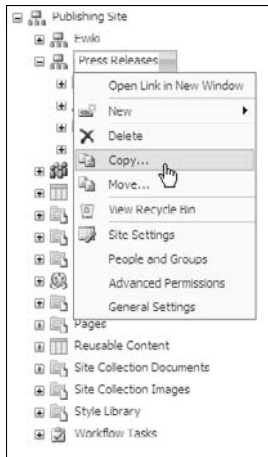 Publishing Site
Ewiki
Press Releases
Open Link in New Window
New
Delete
Copy...
Move...
View Recycle Bin
Site Settings
People and Groups
Advanced Permissions
General Settings
Pages
Reusable Content
Site Collection Documents
Site Collection Images
Style Library
Workflow Tasks